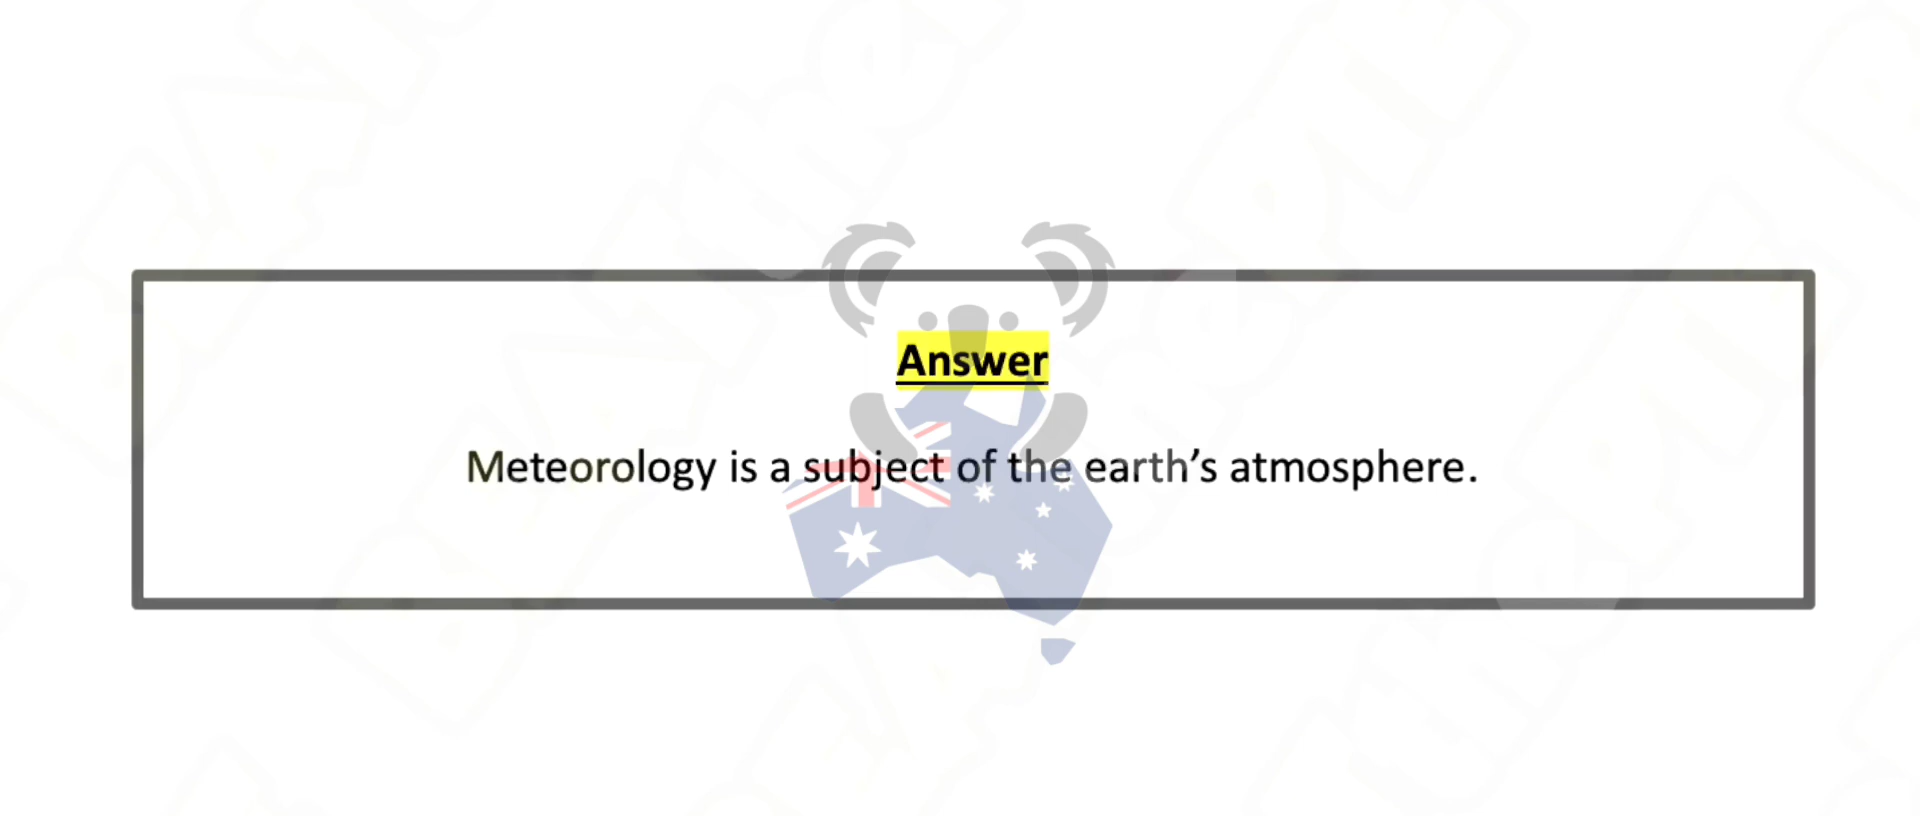 Answer
Meteorology is a subject of the earth’s atmosphere.